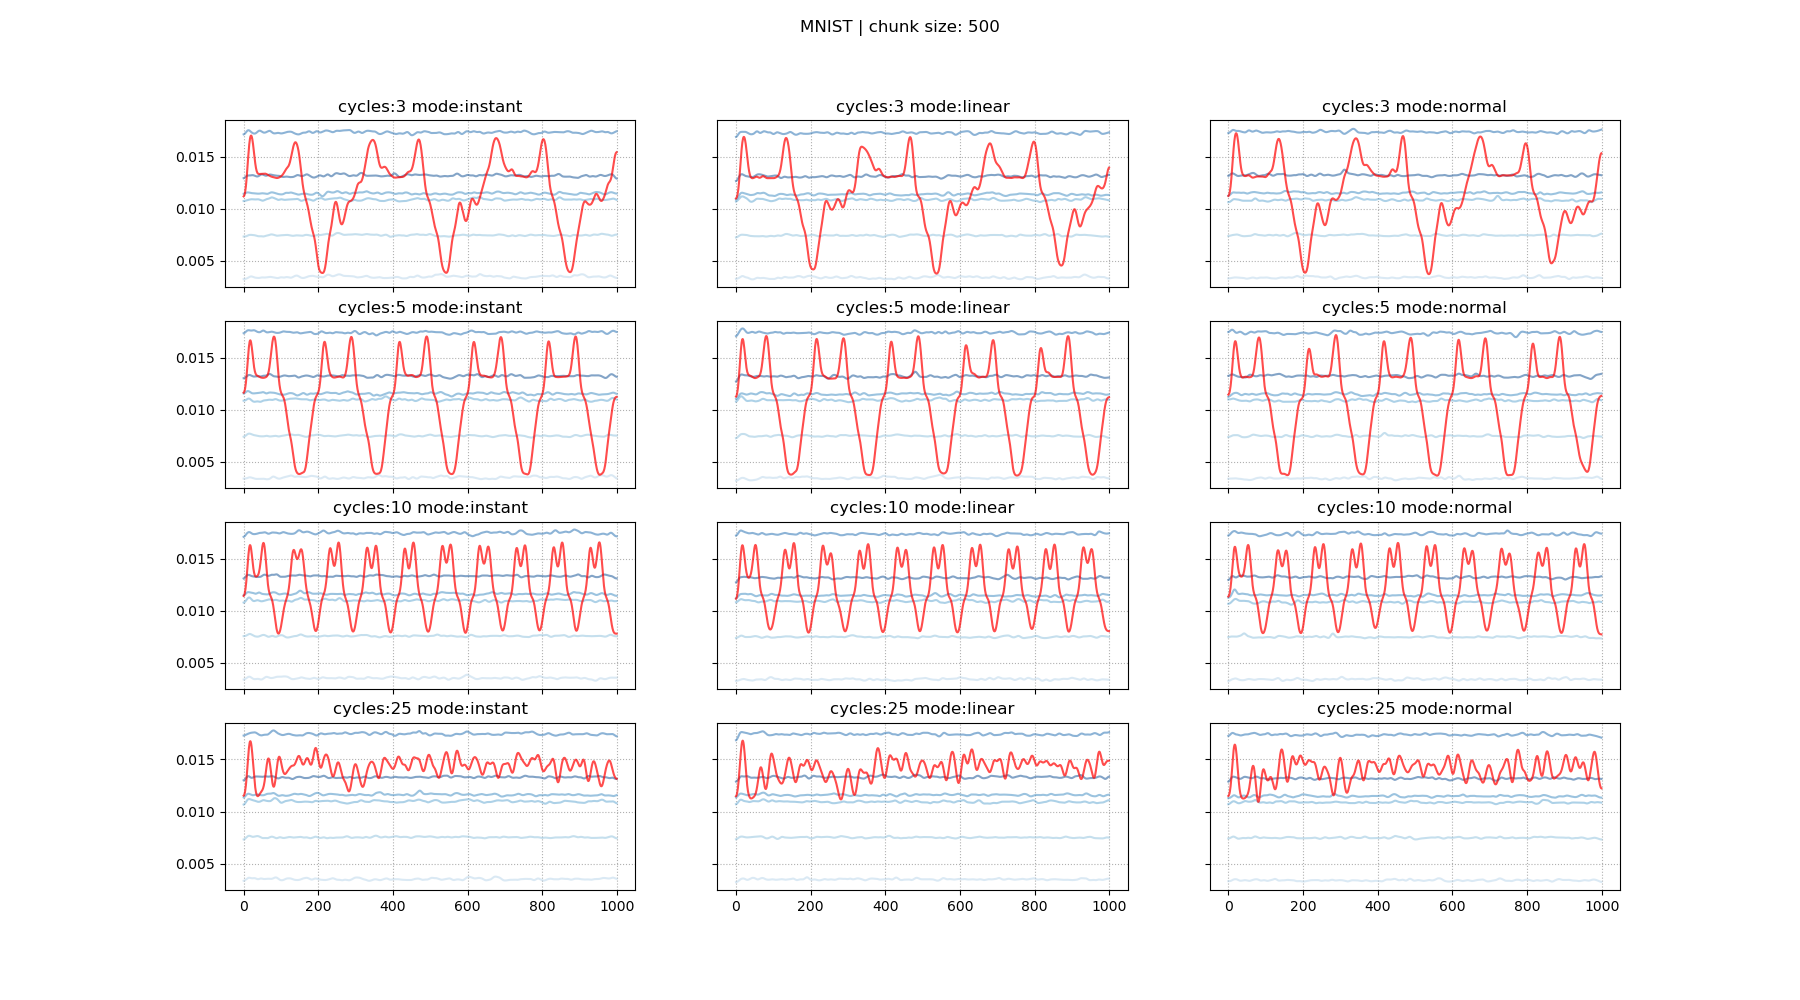 MNIST | chunk size: 500
cycles:3 mode:instant
cycles:3 mode:linear
cycles:3 mode:normal
0.015
0.010
0.005
cycles:5 mode:instant
cycles:5 mode:linear
cycles:5 mode:normal
0.015
0.010
0.005
cycles:10 mode:instant
cycles:10 mode:linear
cycles:10 mode:normal
0.015
0.010
0.005
cycles:25 mode:instant
cycles:25 mode:linear
cycles:25 mode:normal
0.015
0.010
0.005
0 200 400 600 800 1000
0 200 400 600 800 1000
0 200 400 600 800 1000